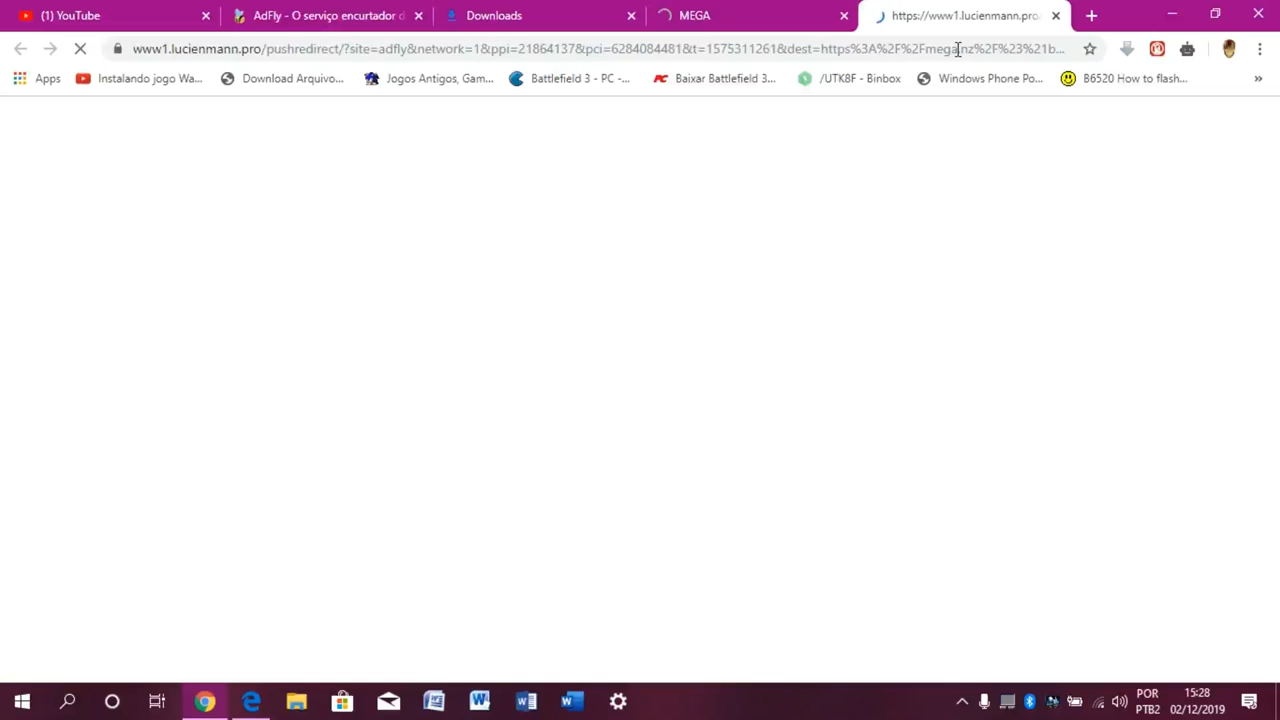 (1) YouTube
AdFly - O serviço encurtador d
Downloads
MEGA
https://www1.lucienmann.pro
www1.lucienmann.pro/pushredirect/?site=adfly&network=1&ppi=21864137&pci=6284084481&t=1575311261&dest=https%3A%2F%2Fmega.nz%2F%23%21b...
Apps
Instalando jogo Wa...
Download Arquivo...
Jogos Antigos, Gam...
Battlefield 3 - PC -...
Baixar Battlefield 3...
/UTK8F - Binbox
Windows Phone Po...
B6520 How to flash...
»
POR
PTB2
15:28
02/12/2019